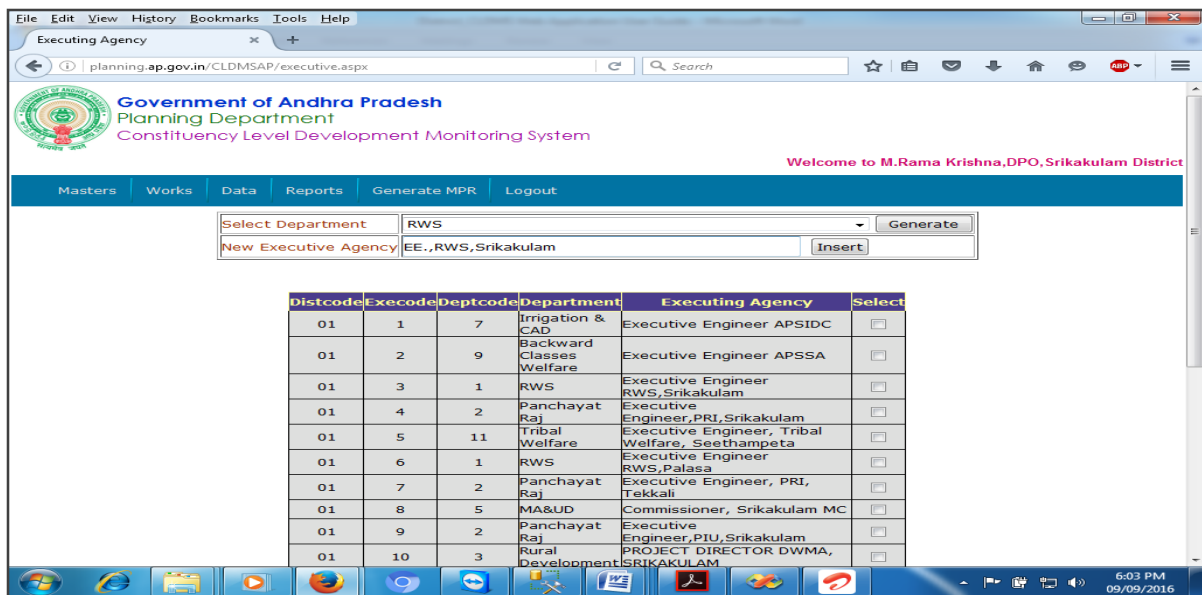 File Edit View History Bookmarks Tools Help
Executing Agency × +
planning.ap.gov.in/CLDMSAP/executive.aspx Search ABP
Government of Andhra Pradesh
Planning Department
Constituency Level Development Monitoring System
Welcome to M.Rama Krishna,DPO,Srikakulam District
Masters Works Data Reports Generate MPR Logout
Select Department RWS Generate
New Executive Agency EE.,RWS,Srikakulam Insert
Distcode Execode Deptcode Department Executing Agency Select
01 1 7 Irrigation & CAD Executive Engineer APSIDC
01 2 9 Backward Classes Welfare Executive Engineer APSSA
01 3 1 RWS Executive Engineer RWS,Srikakulam
01 4 2 Panchayat Raj Executive Engineer,PRI,Srikakulam
01 5 11 Tribal Welfare Executive Engineer, Tribal Welfare, Seethampeta
01 6 1 RWS Executive Engineer RWS,Palasa
01 7 2 Panchayat Raj Executive Engineer, PRI, Tekkali
01 8 5 MA&UD Commissioner, Srikakulam MC
01 9 2 Panchayat Raj Executive Engineer,PIU,Srikakulam
01 10 3 Rural Development PROJECT DIRECTOR DWMA, SRIKAKULAM
6:03 PM
09/09/2016